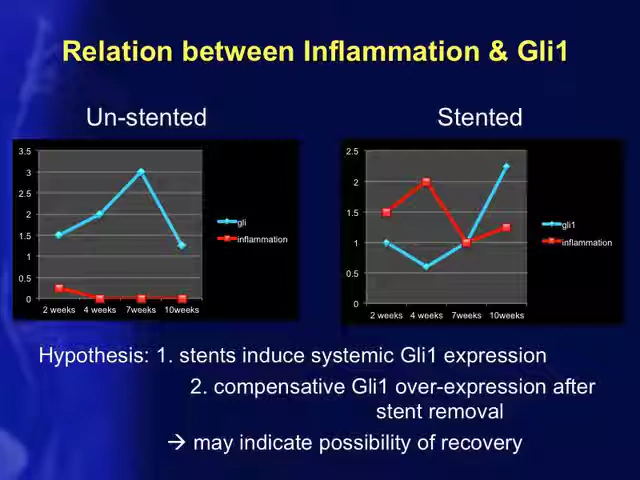 Relation between Inflammation & Gli1
Un-stented
Stented
3.5
3
2.5
2
1.5
1
0.5
0
2 weeks 4 weeks 7weeks 10weeks
gli
inflammation
2.5
2
1.5
1
0.5
0
2 weeks 4 weeks 7weeks 10weeks
gli1
inflammation
Hypothesis: 1. stents induce systemic Gli1 expression
2. compensative Gli1 over-expression after
stent removal
→ may indicate possibility of recovery